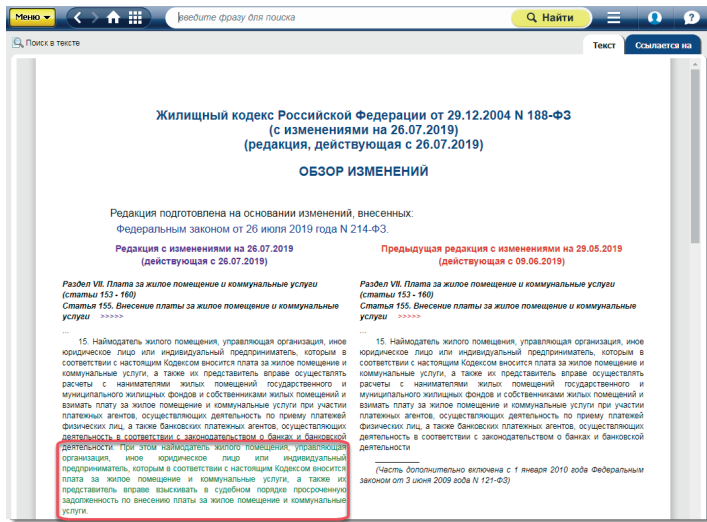 Меню
введите фразу для поиска
Найти
?
Поиск в тексте
Текст
Ссылается на
Жилищный кодекс Российской Федерации от 29.12.2004 N 188-ФЗ
(с изменениями на 26.07.2019)
(редакция, действующая с 26.07.2019)
ОБЗОР ИЗМЕНЕНИЙ
Редакция подготовлена на основании изменений, внесенных:
Федеральным законом от 26 июля 2019 года N 214-ФЗ.
Редакция с изменениями на 26.07.2019
(действующая с 26.07.2019)
Раздел VII. Плата за жилое помещение и коммунальные услуги
(статьи 153 - 160)
Статья 155. Внесение платы за жилое помещение и коммунальные
услуги >>>>>
...
15. Наймодатель жилого помещения, управляющая организация, иное
юридическое лицо или индивидуальный предприниматель, которым в
соответствии с настоящим Кодексом вносится плата за жилое помещение и
коммунальные услуги, а также их представитель вправе осуществлять
расчеты с нанимателями жилых помещений государственного и
муниципального жилищных фондов и собственниками жилых помещений и
взимать плату за жилое помещение и коммунальные услуги при участии
платежных агентов, осуществляющих деятельность по приему платежей
физических лиц, а также банковских платежных агентов, осуществляющих
деятельность в соответствии с законодательством о банках и банковской
деятельности. При этом наймодатель жилого помещения, управляющая
организация, иное юридическое лицо или индивидуальный
предприниматель, которым в соответствии с настоящим Кодексом вносится
плата за жилое помещение и коммунальные услуги, а также их
представитель вправе взыскивать в судебном порядке просроченную
задолженность по внесению платы за жилое помещение и коммунальные
услуги.
Предыдущая редакция с изменениями на 29.05.2019
(действующая с 09.06.2019)
Раздел VII. Плата за жилое помещение и коммунальные услуги
(статьи 153 - 160)
Статья 155. Внесение платы за жилое помещение и коммунальные
услуги >>>>>
...
15. Наймодатель жилого помещения, управляющая организация, иное
юридическое лицо или индивидуальный предприниматель, которым в
соответствии с настоящим Кодексом вносится плата за жилое помещение и
коммунальные услуги, а также их представитель вправе осуществлять
расчеты с нанимателями жилых помещений государственного и
муниципального жилищных фондов и собственниками жилых помещений и
взимать плату за жилое помещение и коммунальные услуги при участии
платежных агентов, осуществляющих деятельность по приему платежей
физических лиц, а также банковских платежных агентов, осуществляющих
деятельность в соответствии с законодательством о банках и банковской
деятельности
(Часть дополнительно включена с 1 января 2010 года Федеральным
законом от 3 июня 2009 года N 121-ФЗ)